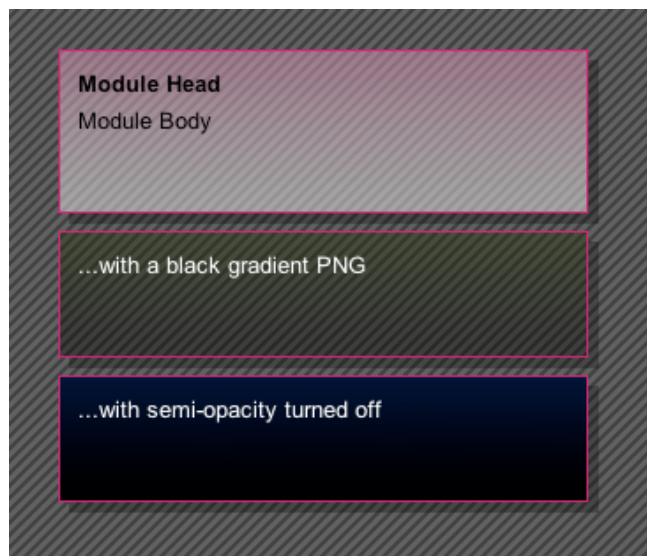 Module Head
Module Body
...with a black gradient PNG
...with semi-opacity turned off